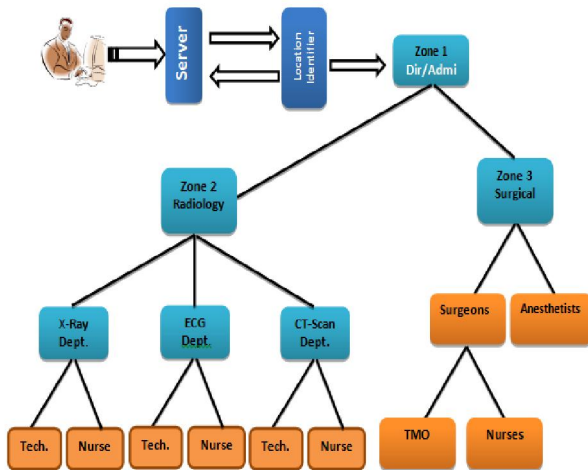 Server
Location
Identifier
Zone 1
Dir/Admi
Zone 2
Radiology
Zone 3
Surgical
X-Ray
Dept.
ECG
Dept.
CT-Scan
Dept.
Surgeons
Anesthetists
Tech.
Nurse
Tech.
Nurse
Tech.
Nurse
TMO
Nurses